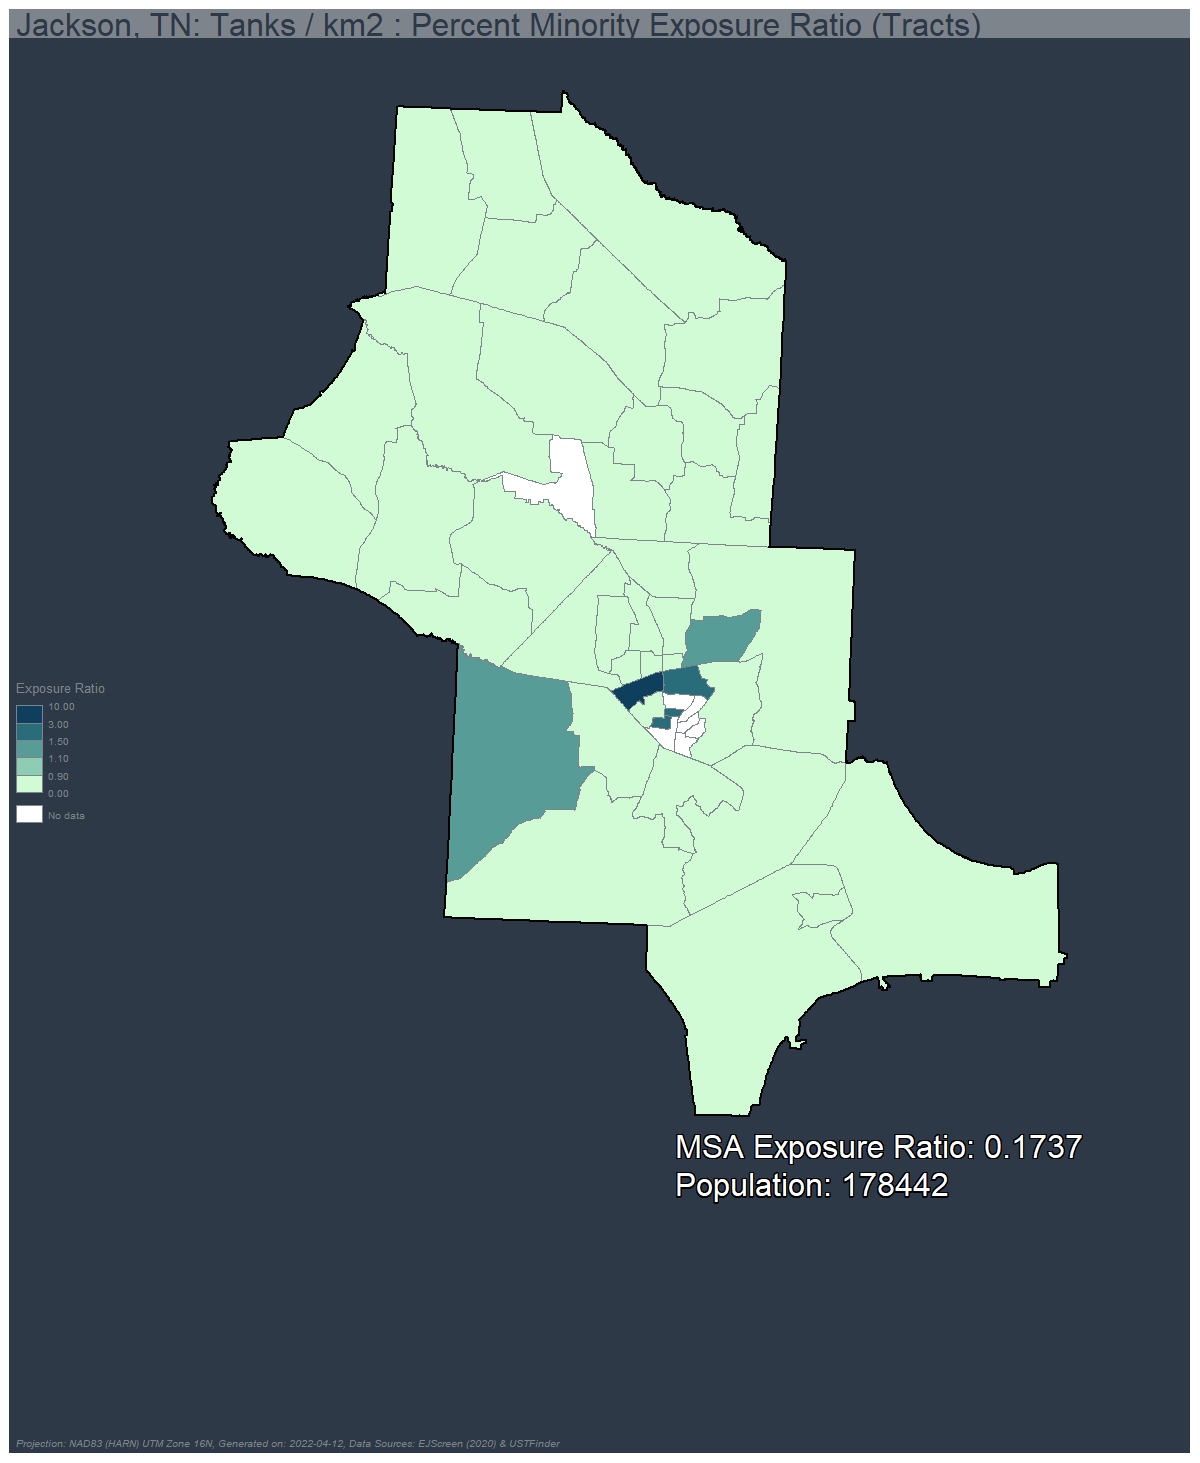 Jackson, TN: Tanks / km2 : Percent Minority Exposure Ratio (Tracts)
Exposure Ratio
10.00
3.00
1.50
1.10
0.90
0.00
No data
MSA Exposure Ratio: 0.1737
Population: 178442
Projection: NAD83 (HARN) UTM Zone 16N, Generated on: 2022-04-12, Data Sources: EJScreen (2020) & USTFinder